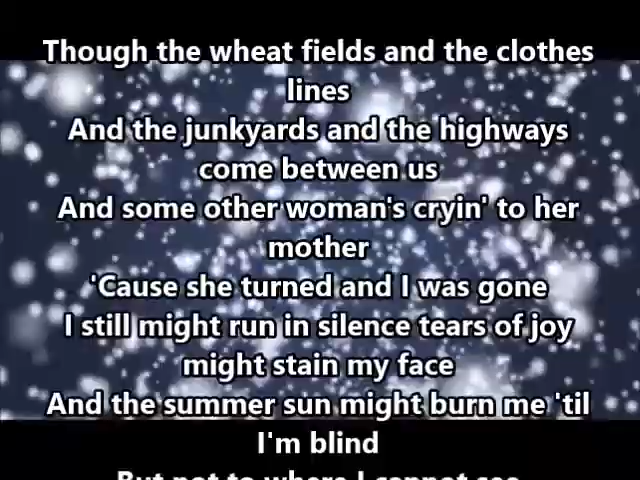 Though the wheat fields and the clothes
lines
And the junkyards and the highways
come between us
And some other woman's cryin' to her
mother
'Cause she turned and I was gone
I still might run in silence tears of joy
might stain my face
And the summer sun might burn me 'til
I'm blind
But not to where I cannot see